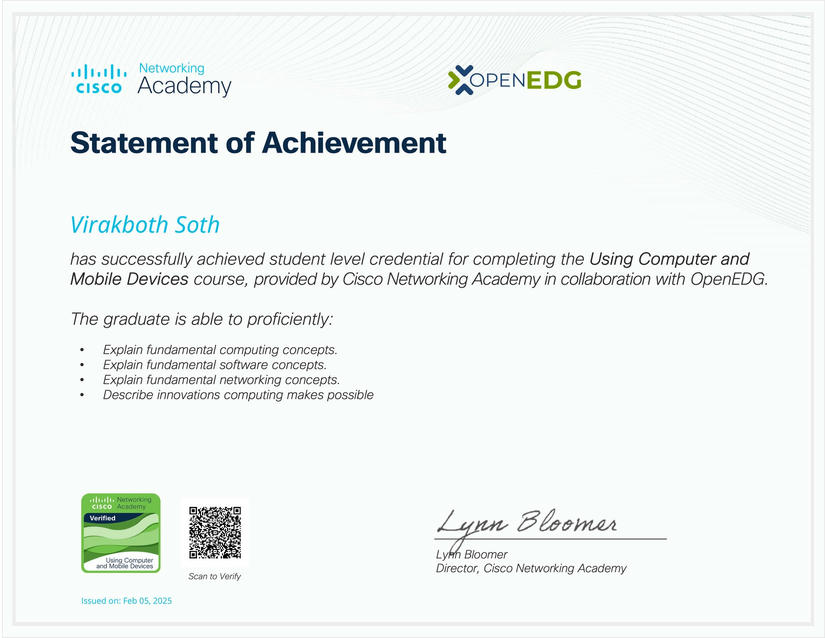 CISCO
Networking
Academy
OPENEDG
Statement of Achievement
Virakboth Soth
has successfully achieved student level credential for completing the Using Computer and
Mobile Devices course, provided by Cisco Networking Academy in collaboration with OpenEDG.
The graduate is able to proficiently:
• Explain fundamental computing concepts.
• Explain fundamental software concepts.
• Explain fundamental networking concepts.
• Describe innovations computing makes possible
CISCO
Networking
Academy
Verified
Using Computer
and Mobile Devices
Scan to Verify
Lynn Bloomer
Lynn Bloomer
Director, Cisco Networking Academy
Issued on: Feb 05, 2025